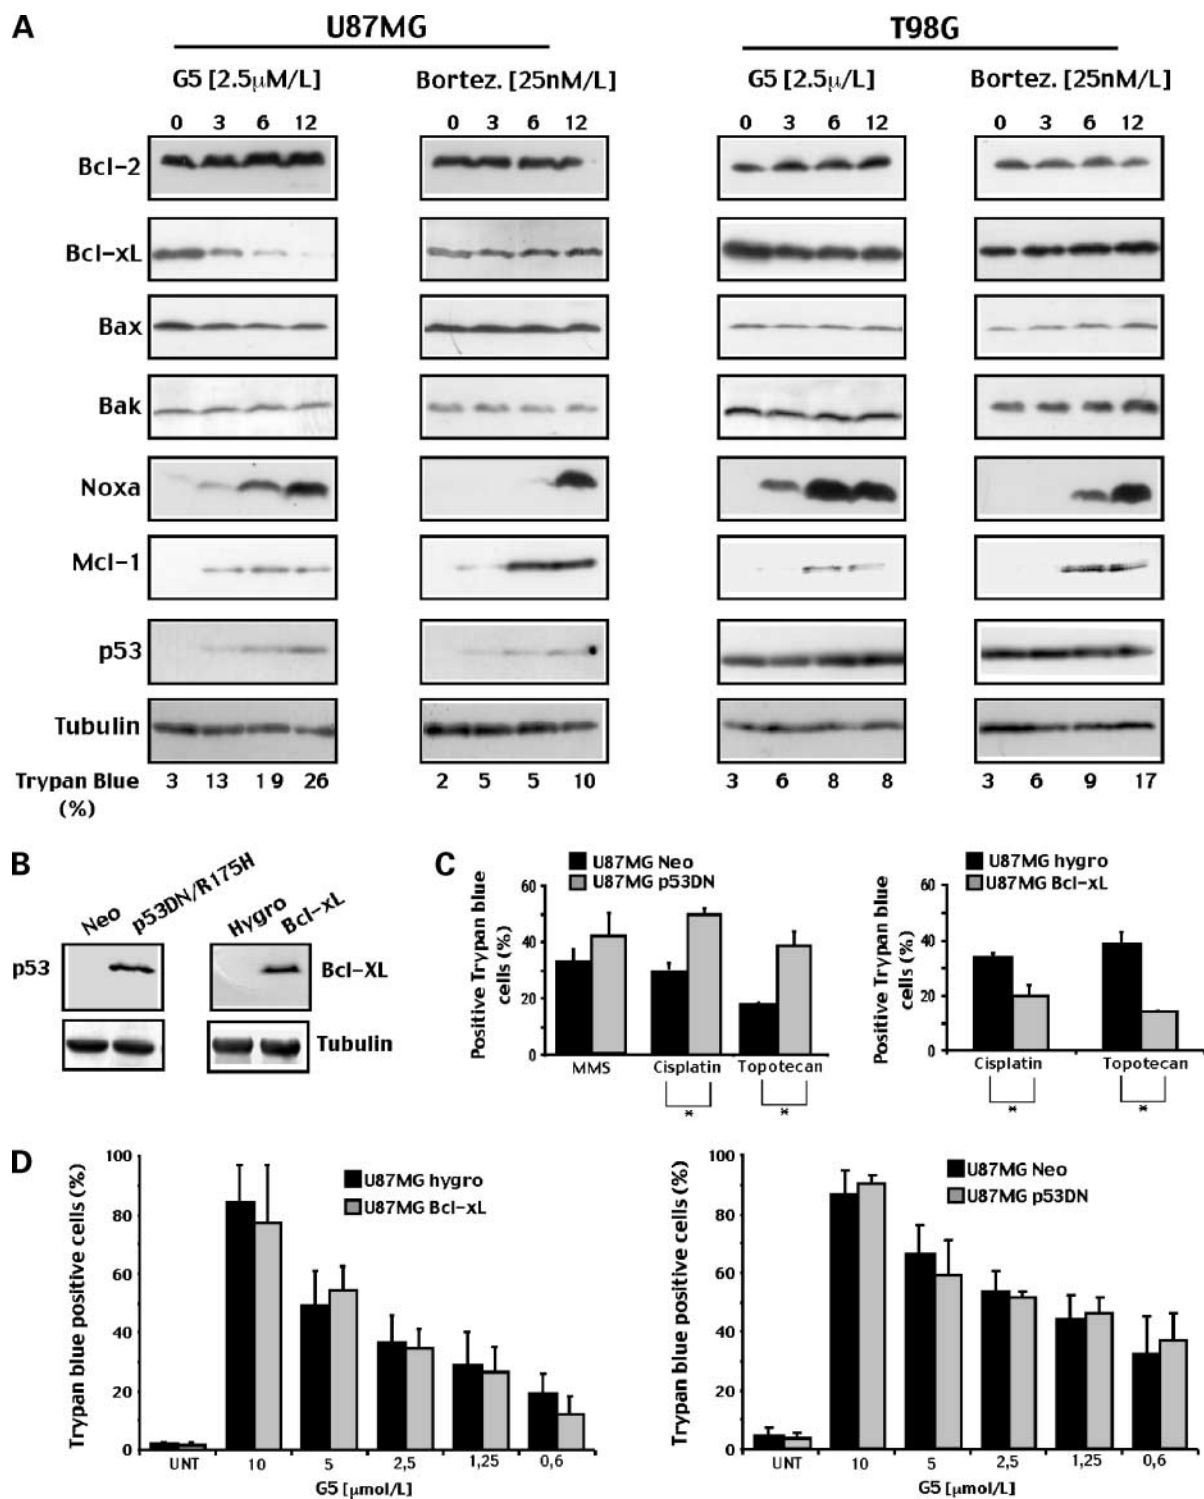 A
U87MG T98G
G5 [2.5μM/L] Bortez. [25nM/L] G5 [2.5μ/L] Bortez. [25nM/L]
0 3 6 12 0 3 6 12 0 3 6 12 0 3 6 12
Bcl-2
Bcl-xL
Bax
Bak
Noxa
Mcl-1
p53
Tubulin
Trypan Blue 3 13 1 9 26 2 5 5 10 3 6 8 8 3 6 9 17
(%)
B
Neo p53DN/R175H Hygro Bcl-xL
p53 Bcl-XL
Tubulin
C
U87MG Neo
U87MG p53DN
Positive Trypan blue
cells (%)
60
40
20
0
MMS Cisplatin Topotecan
* *
U87MG hygro
U87MG Bcl-xL
Positive Trypan blue
cells (%)
60
40
20
0
Cisplatin Topotecan
* *
D
Trypan blue positive cells (%)
100
80
60
40
20
0
U87MG hygro
U87MG Bcl-xL
UNT 10 5 2,5 1,25 0,6
G5 [μmol/L]
Trypan blue positive cells (%)
100
80
60
40
20
0
U87MG Neo
U87MG p53DN
UNT 10 5 2,5 1,25 0,6
G5 [μmol/L]